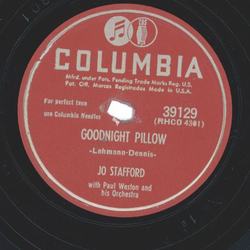 COLUMBIA
Mfrd. under Pats. Pending Trade Marks Reg. U.S.
Pat. Off. Marcas Registradas Made in U.S.A.
For perfect tone
use Columbia Needles
39129
(RHCO 4301)
GOODNIGHT PILLOW
-Lehmann-Dennis-
JO STAFFORD
with Paul Weston and
his Orchestra